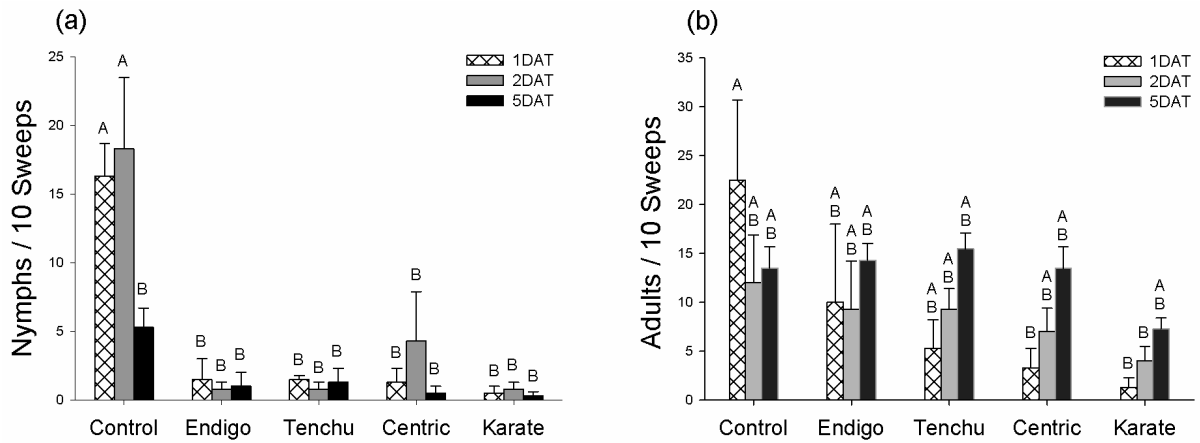 (a)
25
20
15
10
5
0
Nymphs / 10 Sweeps
1DAT
2DAT
5DAT
A
A
B
B
B
B
B
B
B
B
B
B
B
B
B
Control Endigo Tenchu Centric Karate
(b)
35
30
25
20
15
10
5
0
Adults / 10 Sweeps
1DAT
2DAT
5DAT
A
A
B
A
B
A
B
A
B
A
B
A
B
A
B
A
B
A
B
A
B
A
B
B
A
B
A
B
Control Endigo Tenchu Centric Karate